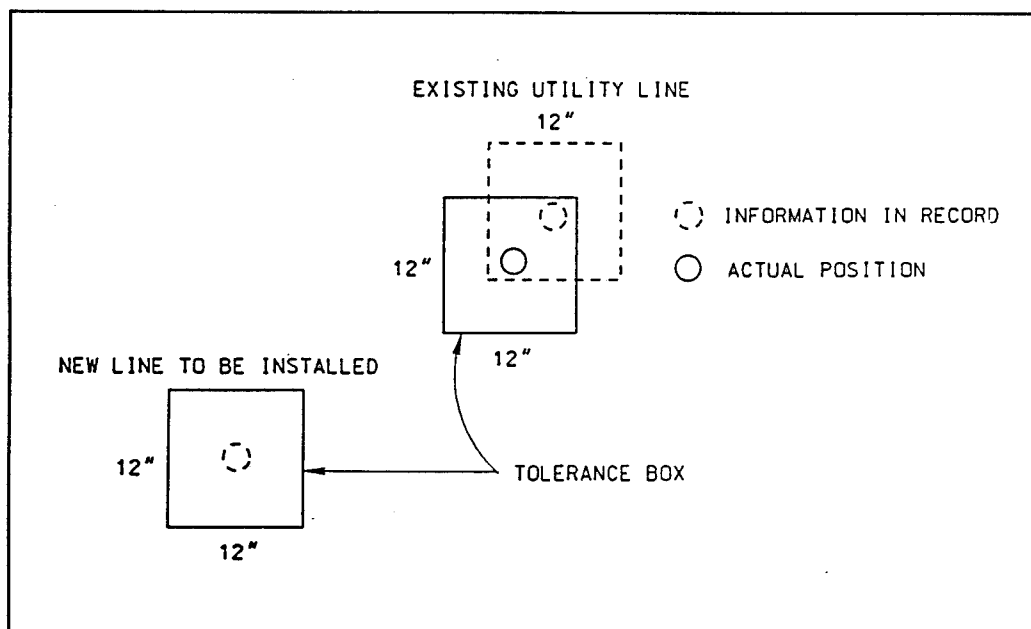 EXISTING UTILITY LINE
12"
INFORMATION IN RECORD
12"
ACTUAL POSITION
12"
NEW LINE TO BE INSTALLED
12"
TOLERANCE BOX
12"